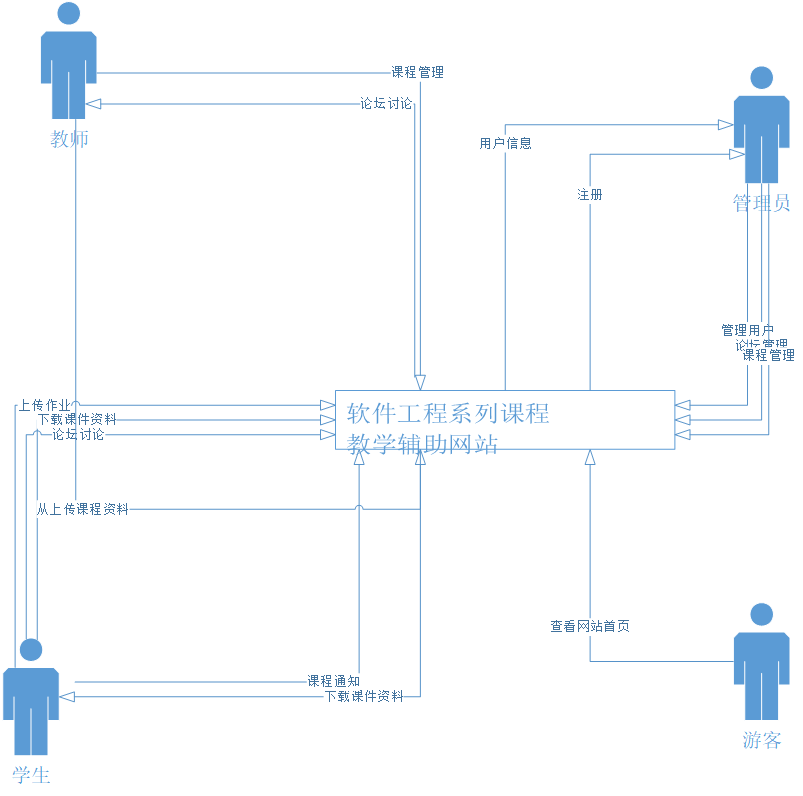 课程管理
论坛讨论
教师
用户信息
注册
管理员
管理用户
论坛管理
课程管理
上传作业
下载课件资料
论坛讨论
软件工程系列课程
教学辅助网站
从上传课程资料
查看网站首页
课程通知
下载课件资料
游客
学生